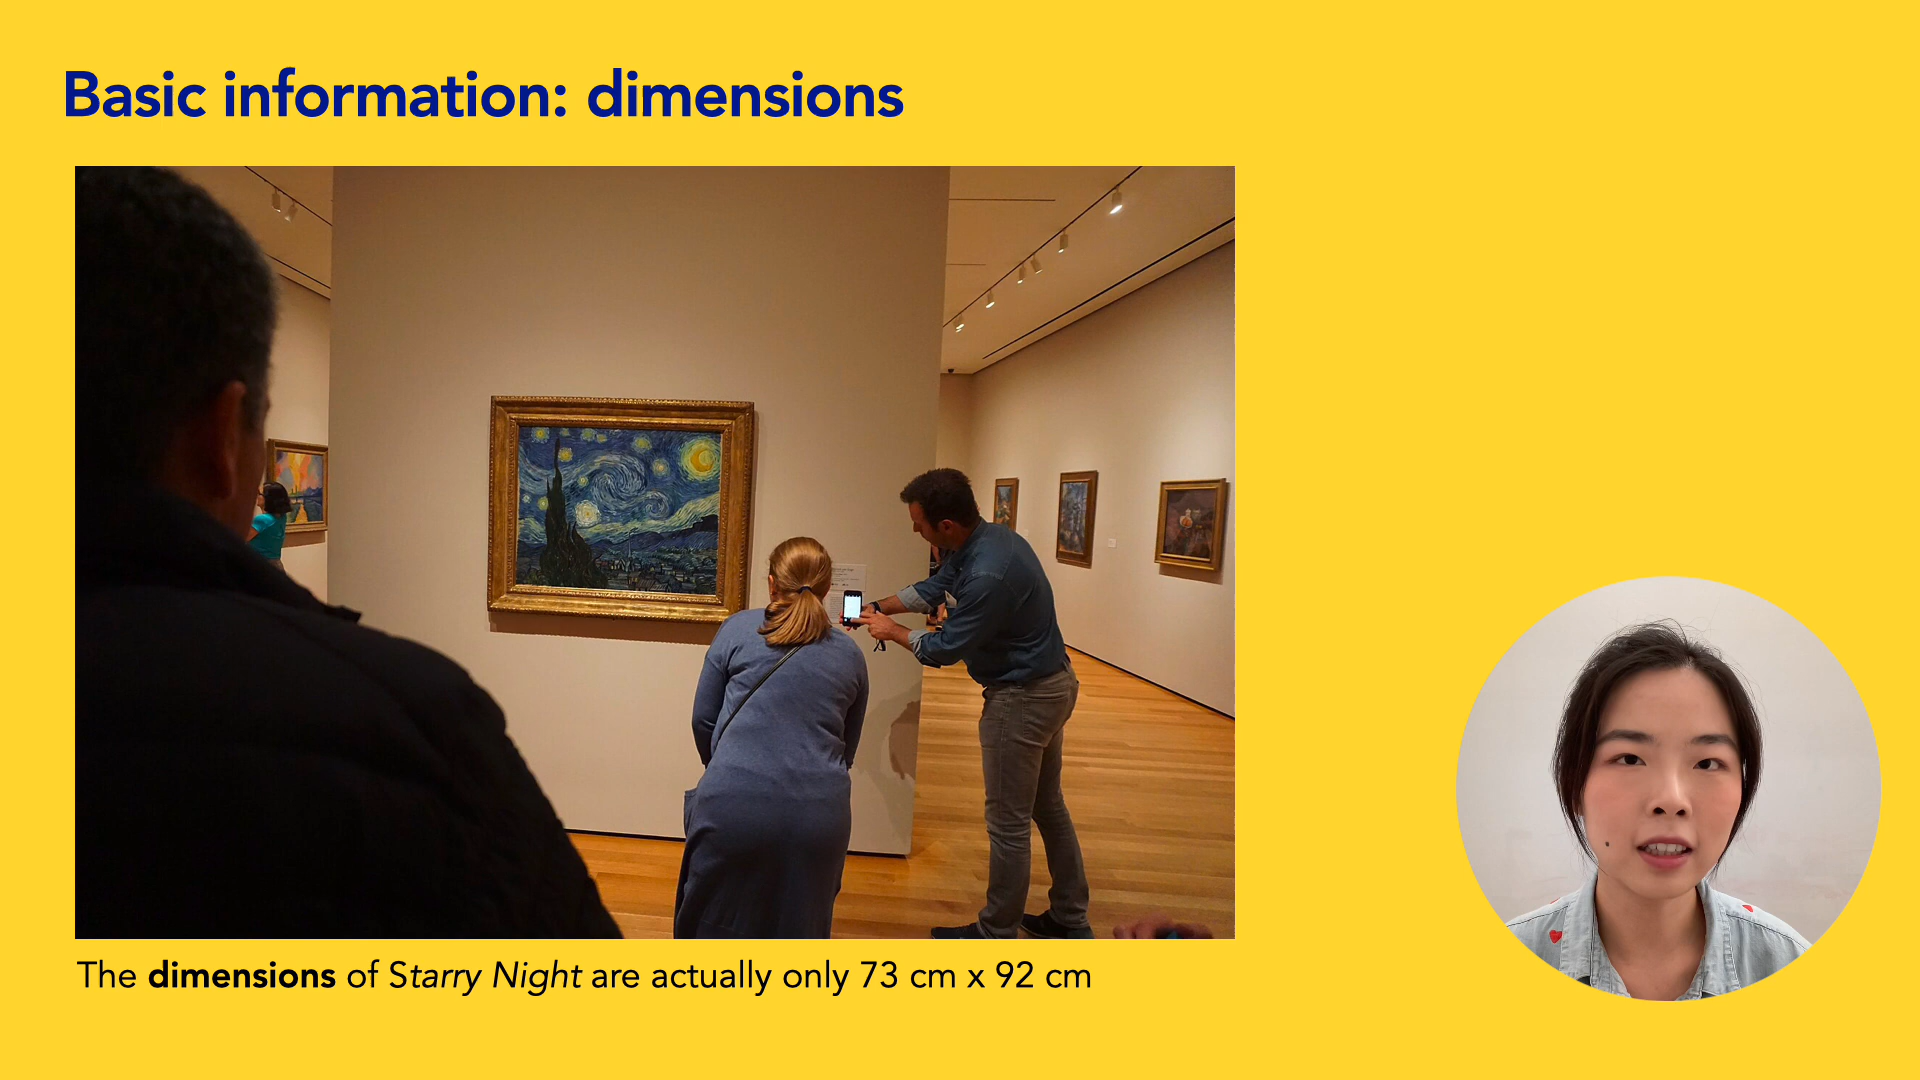 Basic information: dimensions
The dimensions of Starry Night are actually only 73 cm x 92 cm